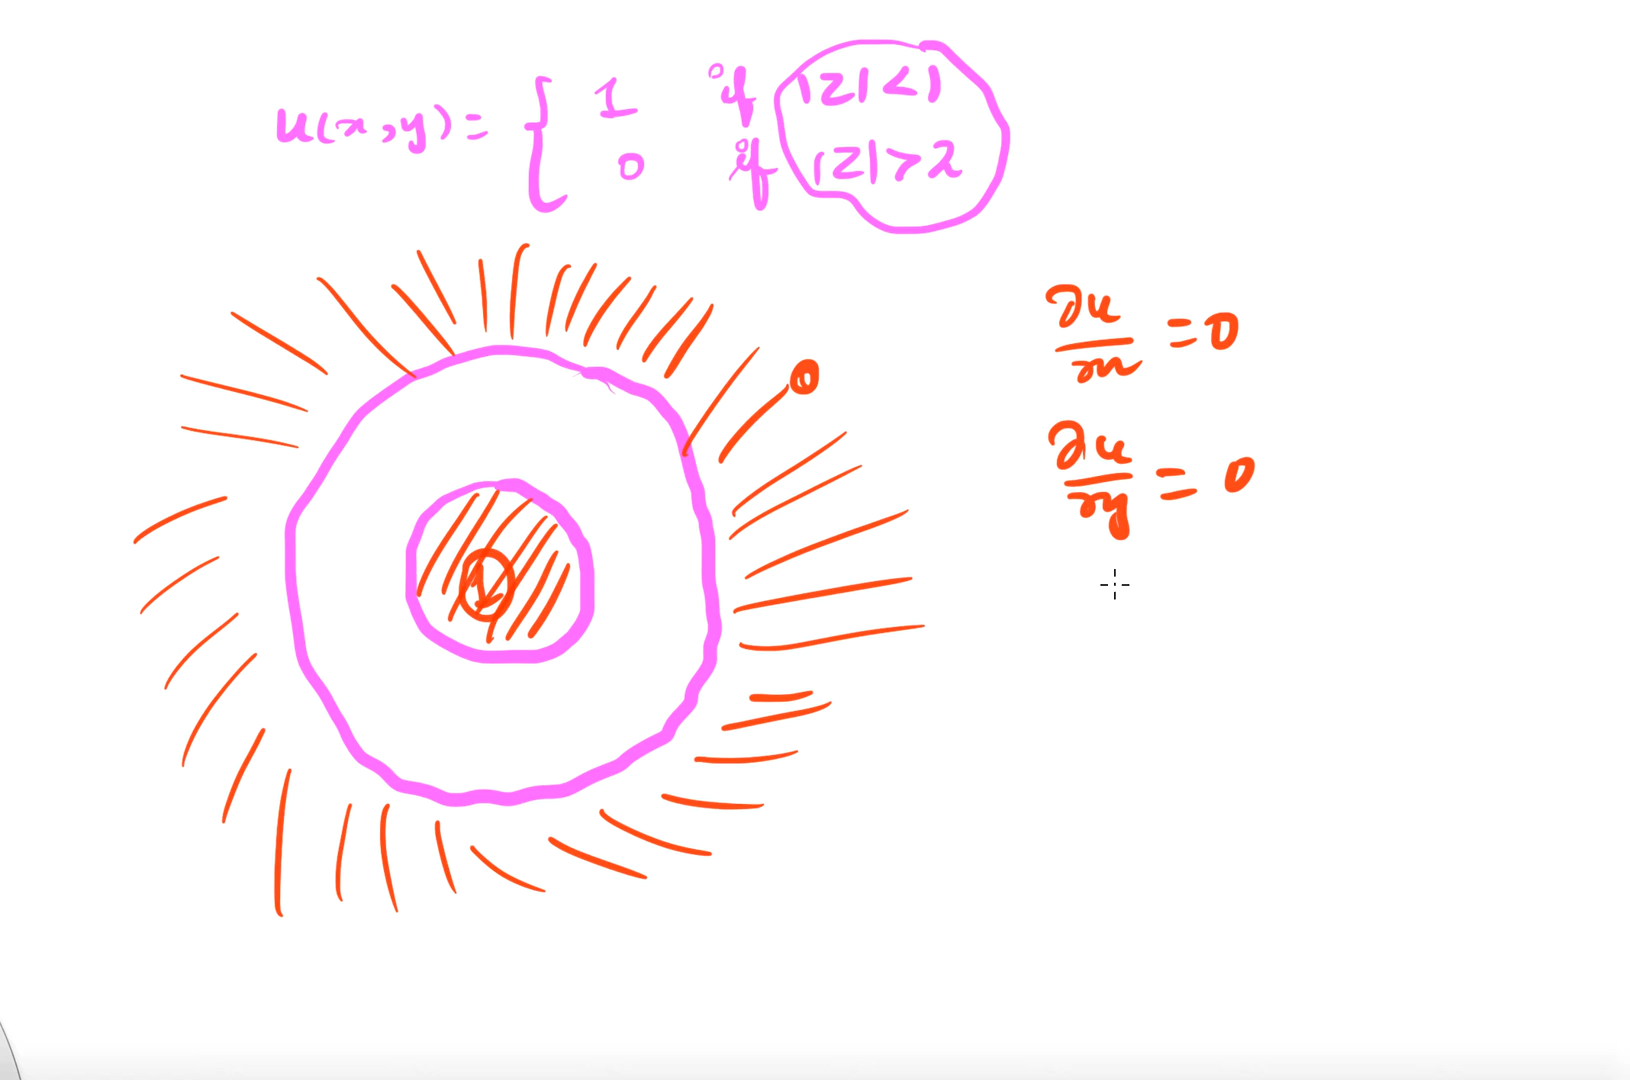 u(x,y) = { 1 if |z|<1
0 if |z|>2
0
1
∂u/∂x = 0
∂u/∂y = 0